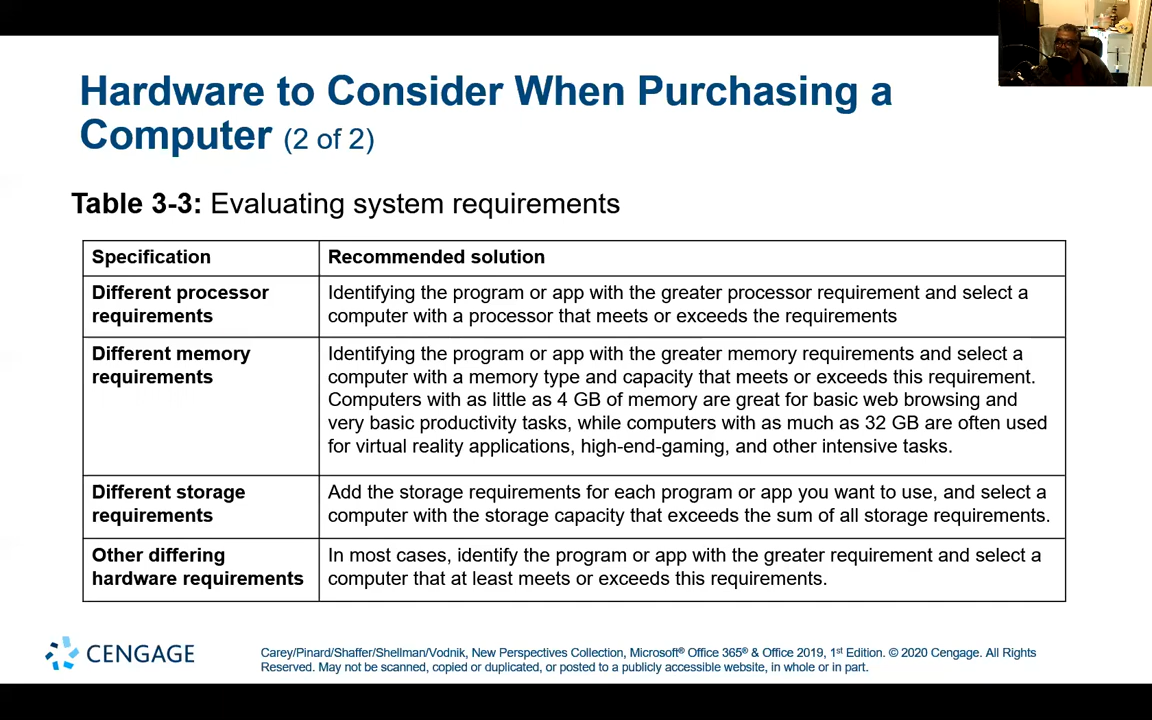 Hardware to Consider When Purchasing a
Computer (2 of 2)
Table 3-3: Evaluating system requirements
Specification
Recommended solution
Different processor
requirements
Identifying the program or app with the greater processor requirement and select a
computer with a processor that meets or exceeds the requirements
Different memory
requirements
Identifying the program or app with the greater memory requirements and select a
computer with a memory type and capacity that meets or exceeds this requirement.
Computers with as little as 4 GB of memory are great for basic web browsing and
very basic productivity tasks, while computers with as much as 32 GB are often used
for virtual reality applications, high-end-gaming, and other intensive tasks.
Different storage
requirements
Add the storage requirements for each program or app you want to use, and select a
computer with the storage capacity that exceeds the sum of all storage requirements.
Other differing
hardware requirements
In most cases, identify the program or app with the greater requirement and select a
computer that at least meets or exceeds this requirements.
CENGAGE
Carey/Pinard/Shaffer/Shellman/Vodnik, New Perspectives Collection, Microsoft® Office 365® & Office 2019, 1st Edition. © 2020 Cengage. All Rights
Reserved. May not be scanned, copied or duplicated, or posted to a publicly accessible website, in whole or in part.